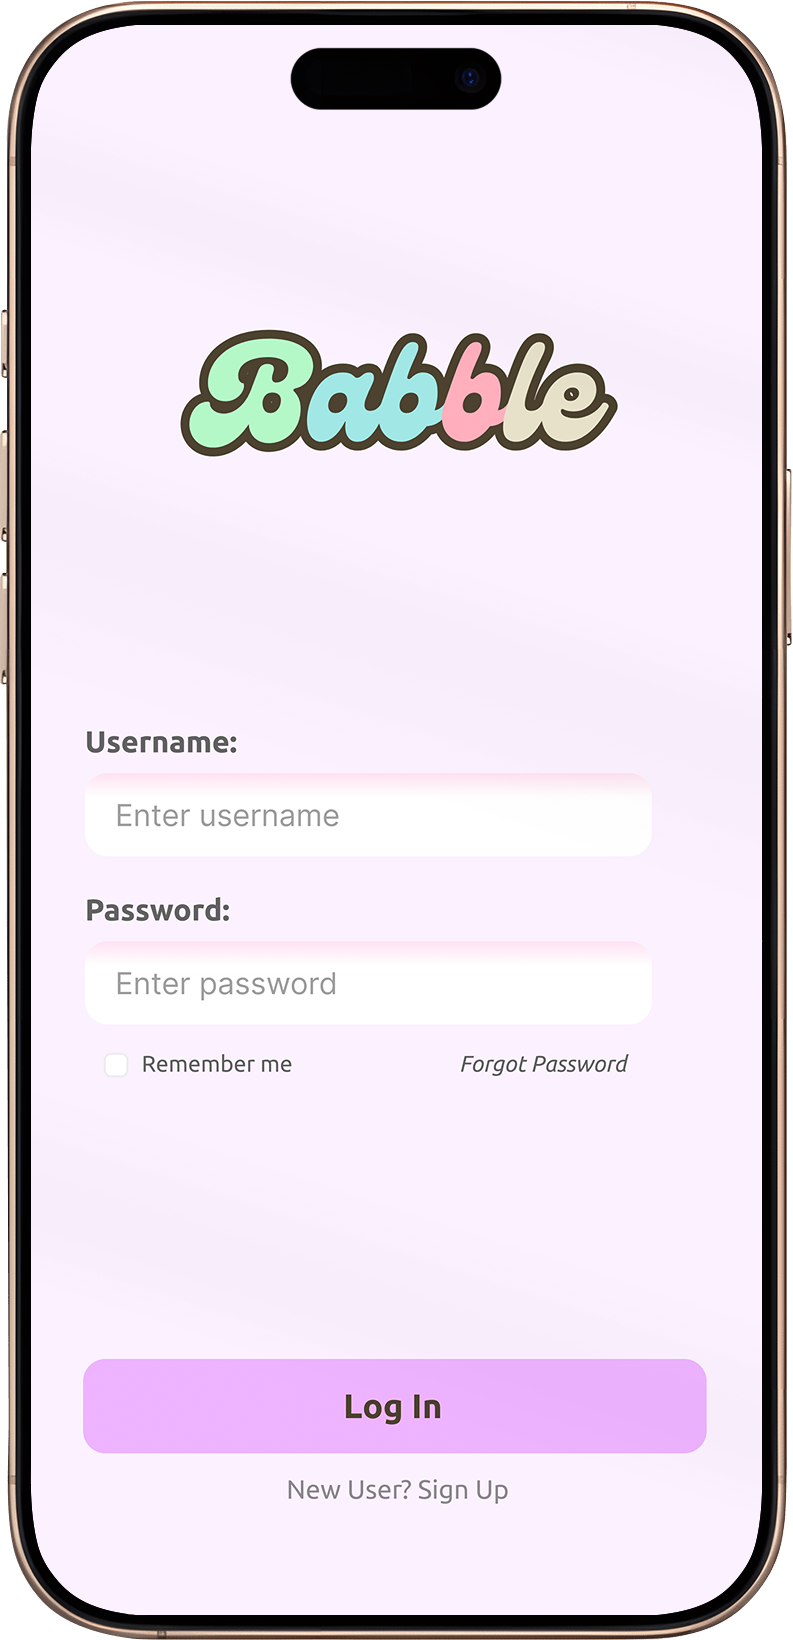 Babble
Username:
Enter username
Password:
Enter password
Remember me Forgot Password
Log In
New User? Sign Up